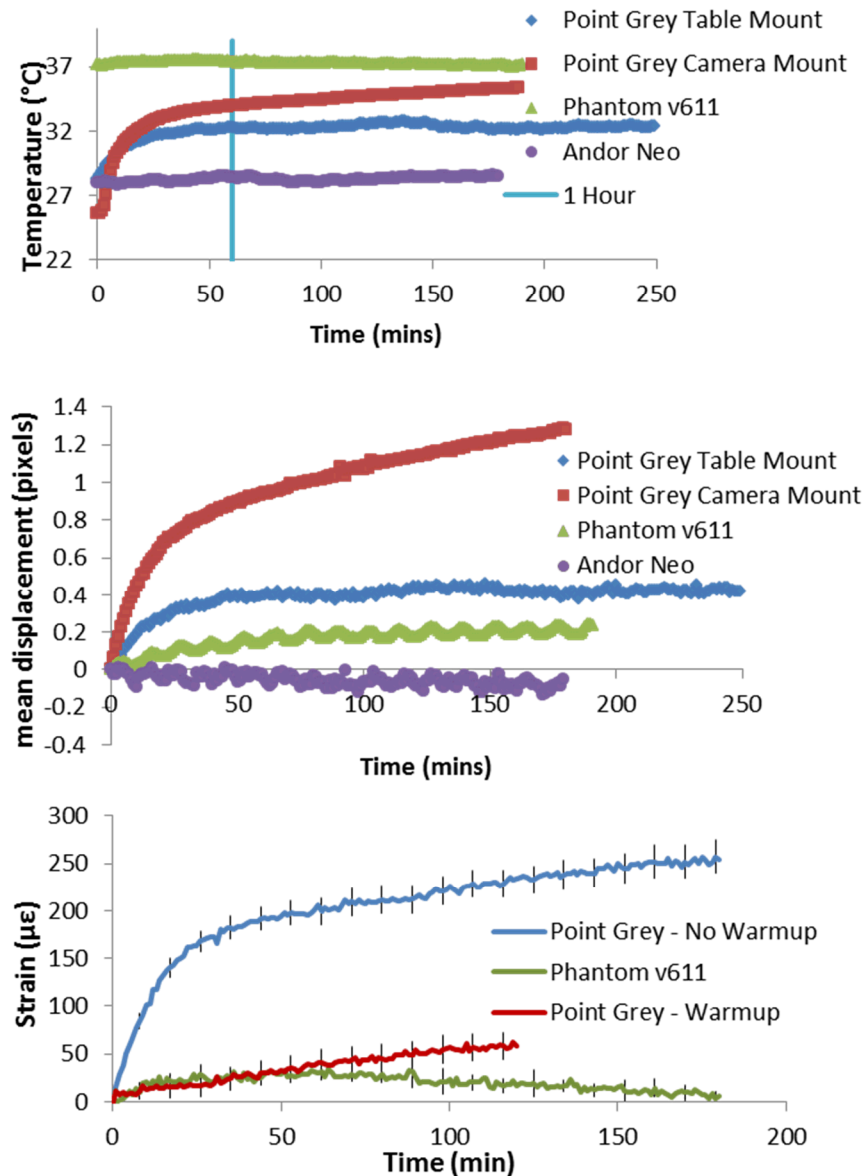 Temperature (°C)
37
32
27
22
0
50
100
150
200
250
Time (mins)
Point Grey Table Mount
Point Grey Camera Mount
Phantom v611
Andor Neo
1 Hour
mean displacement (pixels)
1.4
1.2
1
0.8
0.6
0.4
0.2
0
-0.2
-0.4
0
50
100
150
200
250
Time (mins)
Point Grey Table Mount
Point Grey Camera Mount
Phantom v611
Andor Neo
Strain (με)
300
250
200
150
100
50
0
0
50
100
150
200
Time (min)
Point Grey - No Warmup
Phantom v611
Point Grey - Warmup